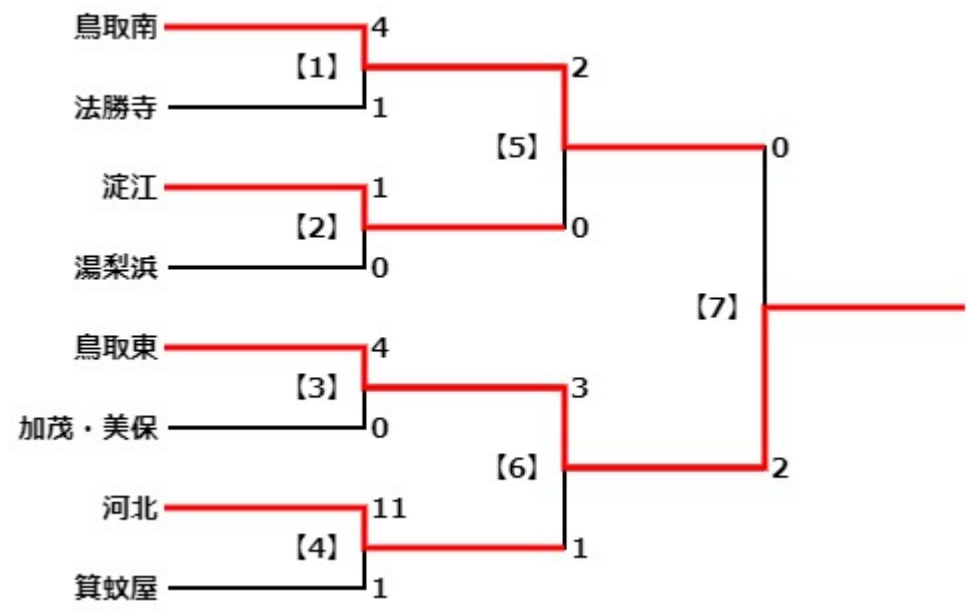 鳥取南 4
【1】 2
法勝寺 1
【5】 0
淀江 1
【2】 0
湯梨浜 0
【7】
鳥取東 4
【3】 3
加茂・美保 0
【6】 2
河北 11
【4】 1
箕蚊屋 1